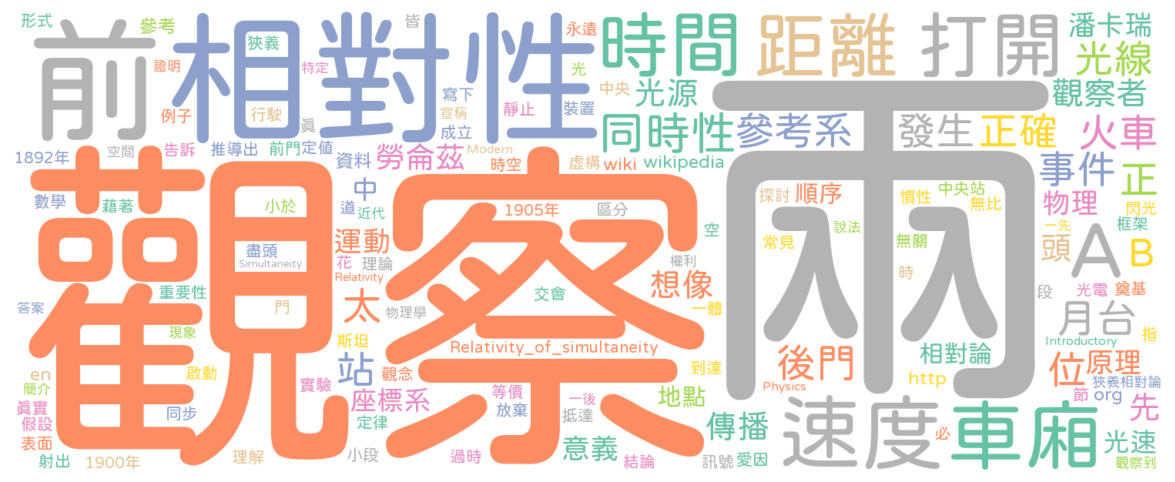 形式
參考
前
相對性
狹義
皆
永遠
時間
距離
打開
潘卡瑞
光線
證明
特定
光
例子
行駛
寫下
宣稱
靜止
裝置
中央
光源
觀察者
眞
成立
同時性
參考系
發生
正確
火車
1892年
空間
告訴
推導出
前門
定值
資料
勞侖茲
Modern
時空
虛構
wiki
wikipedia
事件
正
數學
藉著
小於
中
道
近代
1905年
區分
探討
順序
慣性
中央站
無比
物理
閃光
框架
一先
觀察
兩
盡頭
Simultaneity
運動
花
理論
Relativity
空
權利
常見
說法
無關
時
頭
A
B
重要性
門
太
物理學
交會
想像
一體
段
光電
奠基
答案
現象
斯坦
月台
指
Introductory
en
啟動
站
觀念
Relativity_of_simultaneity
到達
後門
相對論
位
原理
簡介
實驗
座標系
等價
一後
地點
Physics
http
狹義相對論
眞實
同步
放棄
抵達
節
org
先
假設
定律
傳播
速度
車廂
必
光速
表面
射出
1900年
理解
小段
過時
意義
結論
訊號
愛因
觀察到